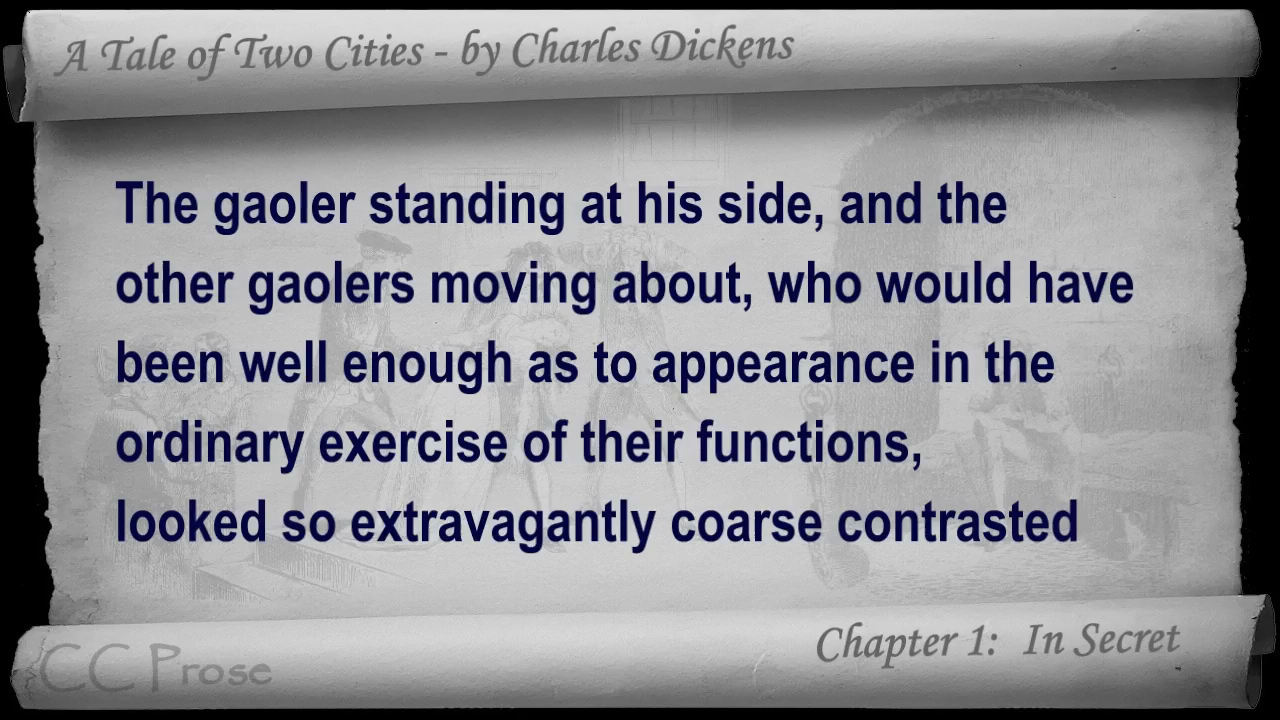 A Tale of Two Cities - by Charles Dickens
The gaoler standing at his side, and the
other gaolers moving about, who would have
been well enough as to appearance in the
ordinary exercise of their functions,
looked so extravagantly coarse contrasted
Chapter 1: In Secret
CC Prose